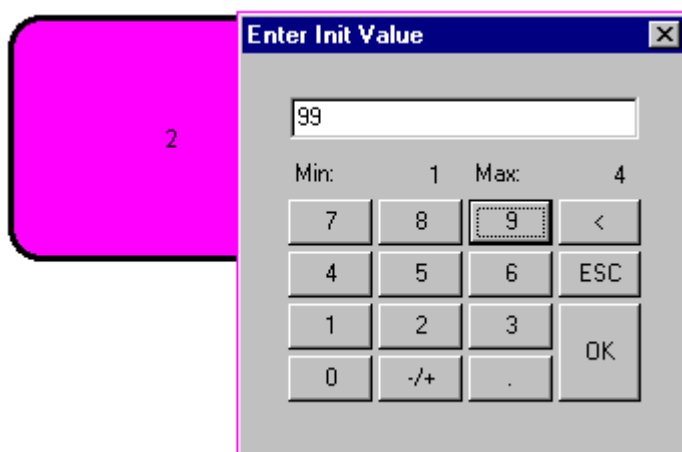 Enter Init Value
2
99
Min: 1 Max: 4
7 8 9 <
4 5 6 ESC
1 2 3
OK
0 -/+ .